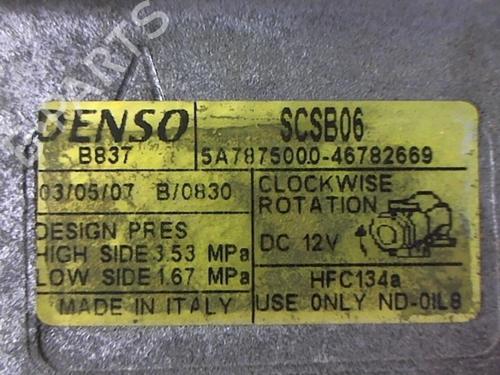 DENSO SCSB06
B837 5A7875000-46782669
03/05/07 B/0830
CLOCKWISE
ROTATION
DESIGN PRES
HIGH SIDE 3.53 MPa
LOW SIDE 1.67 MPa
DC 12V
HFC134a
MADE IN ITALY
USE ONLY ND-OIL8